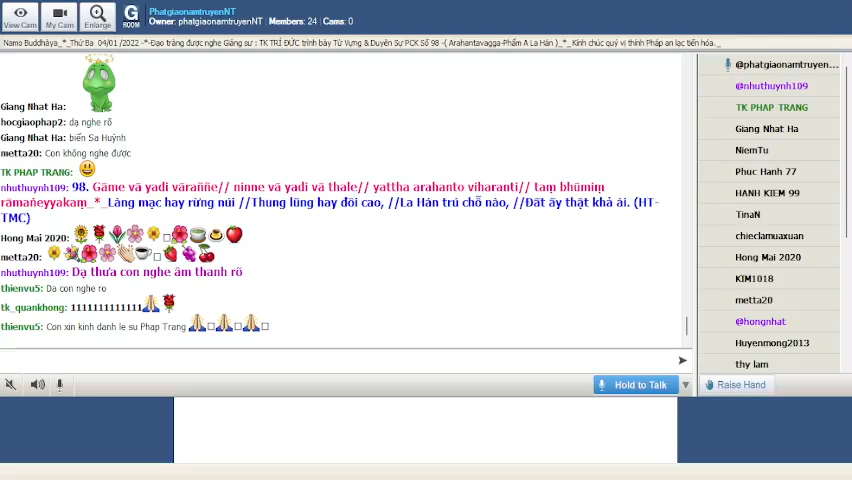 PhatgiaonamtruyenNT
Owner: phatgiaonamtruyenNT Members: 24 Cams: 0
View Cam
My Cam
Enlarge
G ROOM
Namo Buddhàya_*_Thứ Ba 04/01 /2022 -*-Đạo tràng được nghe Giảng sư : TK TRÍ ĐỨC trình bày Từ Vựng & Duyên Sự PCK Số 98 -( Arahantavagga-Phẩm A La Hán )_*_Kính chúc quý vị thính Pháp an lạc tiến hóa._
Giang Nhat Ha:
hocgiaophap2: dạ nghe rõ
Giang Nhat Ha: biển Sa Huỳnh
metta20: Con không nghe được
TK PHAP TRANG:
nhuthuynh109: 98. Gāme vā yadi vāraññe// ninne vā yadi vā thale// yattha arahanto viharanti// taṃ bhūmiṃ
rāmaṇeyyakaṃ_*_Làng mạc hay rừng núi //Thung lũng hay đồi cao, //La Hán trú chỗ nào, //Đất ấy thật khả ái. (HT-
TMC)
Hong Mai 2020:
metta20:
nhuthuynh109: Dạ thưa con nghe âm thanh rõ
thienvu5: Da con nghe ro
tk_quankhong: 1111111111111
thienvu5: Con xin kinh danh le su Phap Trang
Hold to Talk
@phatgiaonamtruyen...
@nhuthuynh109
TK PHAP TRANG
Giang Nhat Ha
NiemTu
Phuc Hanh 77
HANH KIEM 99
TinaN
chieclamuaxuan
Hong Mai 2020
KIM1018
metta20
@hongnhat
Huyenmong2013
thy lam
Raise Hand